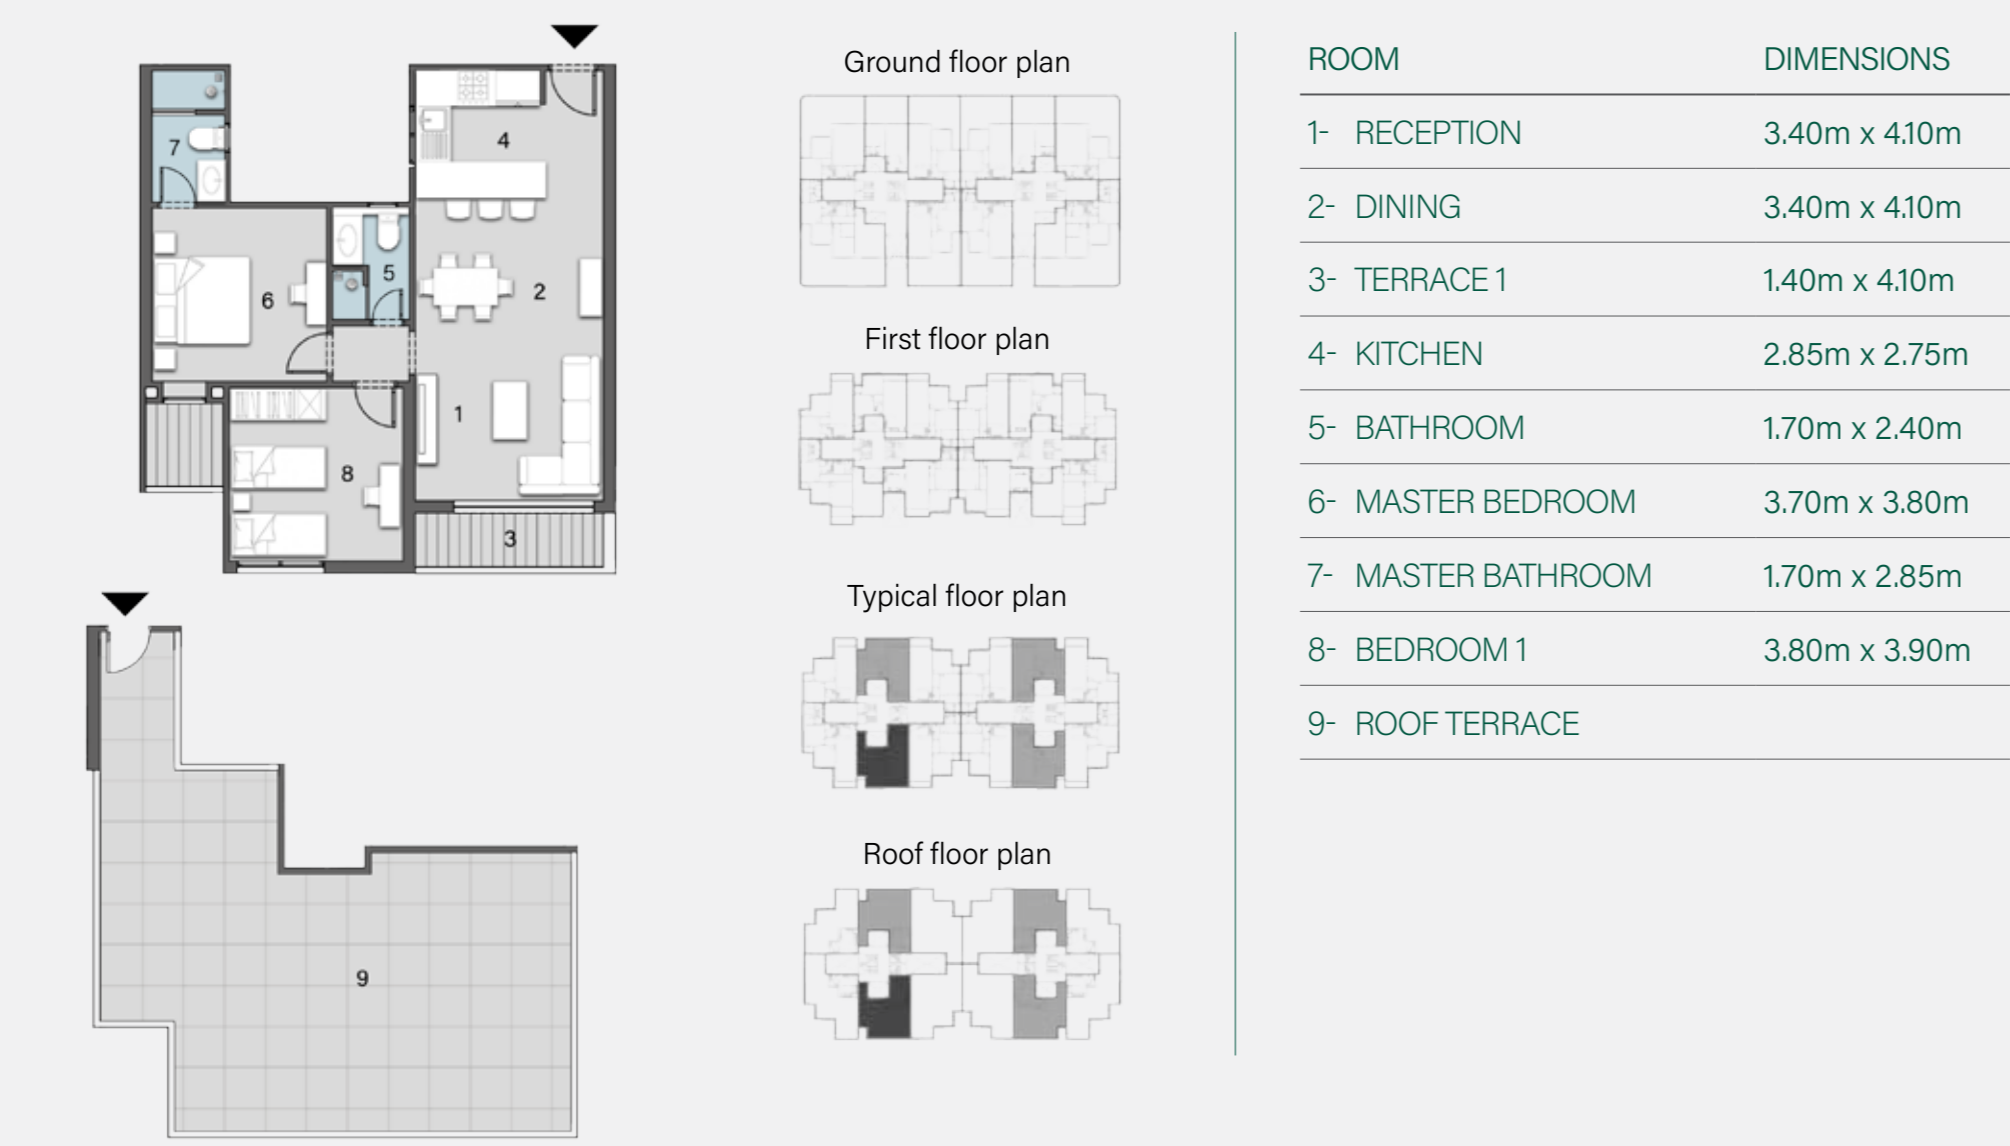 7
4
5
6
2
1
8
3
9
Ground floor plan
First floor plan
Typical floor plan
Roof floor plan
ROOM DIMENSIONS
1- RECEPTION 3.40m x 4.10m
2- DINING 3.40m x 4.10m
3- TERRACE 1 1.40m x 4.10m
4- KITCHEN 2.85m x 2.75m
5- BATHROOM 1.70m x 2.40m
6- MASTER BEDROOM 3.70m x 3.80m
7- MASTER BATHROOM 1.70m x 2.85m
8- BEDROOM 1 3.80m x 3.90m
9- ROOF TERRACE